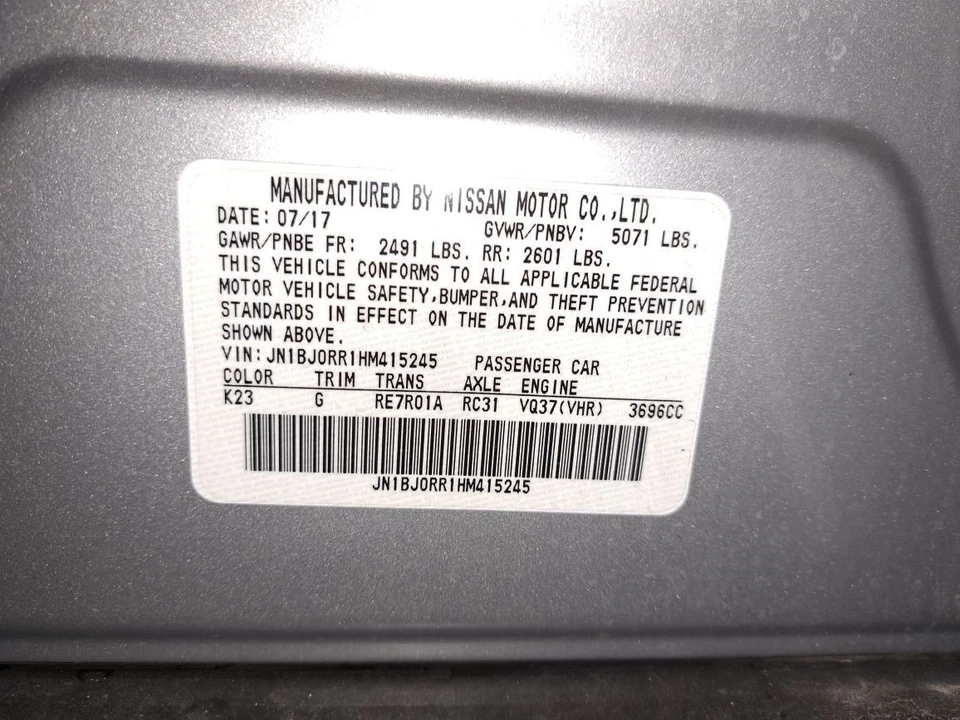 MANUFACTURED BY NISSAN MOTOR CO.,LTD.
DATE: 07/17 GVWR/PNBV: 5071 LBS.
GAWR/PNBE FR: 2491 LBS. RR: 2601 LBS.
THIS VEHICLE CONFORMS TO ALL APPLICABLE FEDERAL
MOTOR VEHICLE SAFETY,BUMPER,AND THEFT PREVENTION
STANDARDS IN EFFECT ON THE DATE OF MANUFACTURE
SHOWN ABOVE.
VIN:JN1BJ0RR1HM415245 PASSENGER CAR
COLOR TRIM TRANS AXLE ENGINE
K23 G RE7R01A RC31 VQ37(VHR) 3696CC
JN1BJ0RR1HM415245